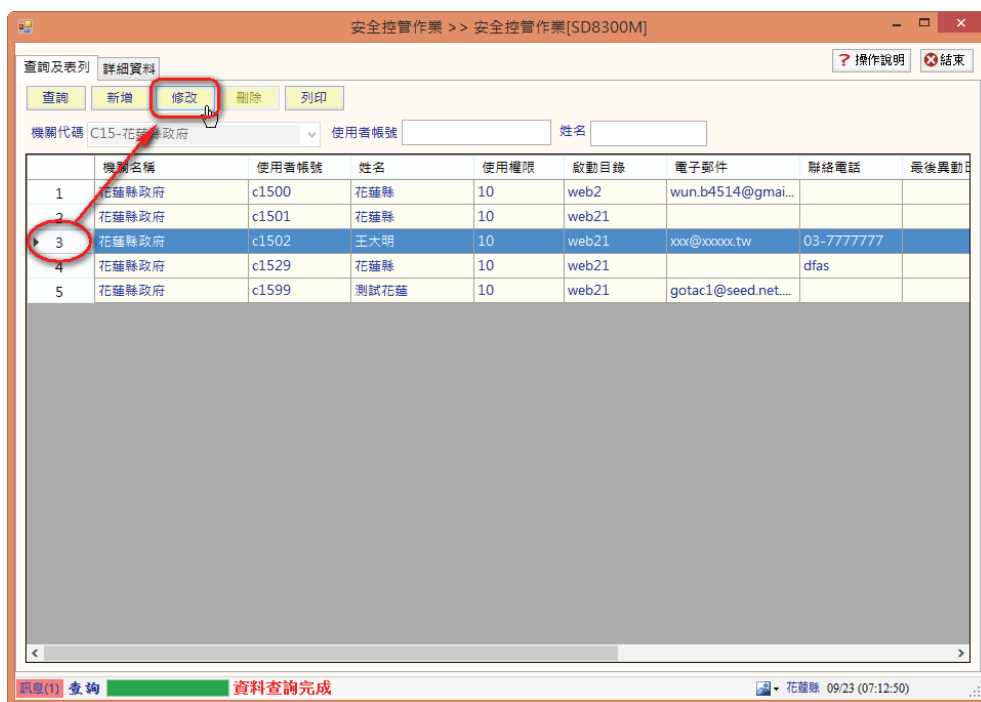 安全控管作業 >> 安全控管作業[SD8300M]
查詢及表列 詳細資料 ? 操作說明 結束
查詢 新增 修改 刪除 列印
機關代碼 C15-花蓮縣政府 使用者帳號 姓名
機關名稱 使用者帳號 姓名 使用權限 啟動目錄 電子郵件 聯絡電話 最後異動日
1 花蓮縣政府 c1500 花蓮縣 10 web2 wun.b4514@gmai...
2 花蓮縣政府 c1501 花蓮縣 10 web21
3 花蓮縣政府 c1502 王大明 10 web21 xxx@xxxxx.tw 03-7777777
4 花蓮縣政府 c1529 花蓮縣 10 web21 dfas
5 花蓮縣政府 c1599 測試花蓮 10 web21 gotac1@seed.net....
訊息(1) 查詢 資料查詢完成 花蓮縣 09/23 (07:12:50)